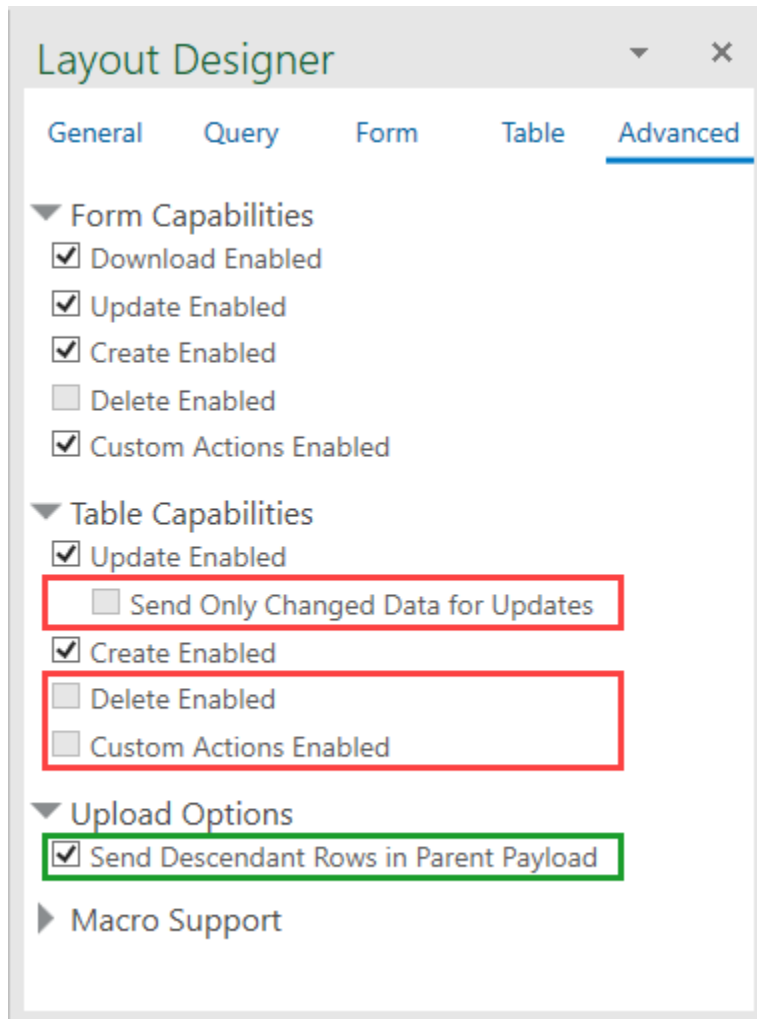 Layout Designer
General Query Form Table Advanced
Form Capabilities
Download Enabled
Update Enabled
Create Enabled
Delete Enabled
Custom Actions Enabled
Table Capabilities
Update Enabled
Send Only Changed Data for Updates
Create Enabled
Delete Enabled
Custom Actions Enabled
Upload Options
Send Descendant Rows in Parent Payload
Macro Support